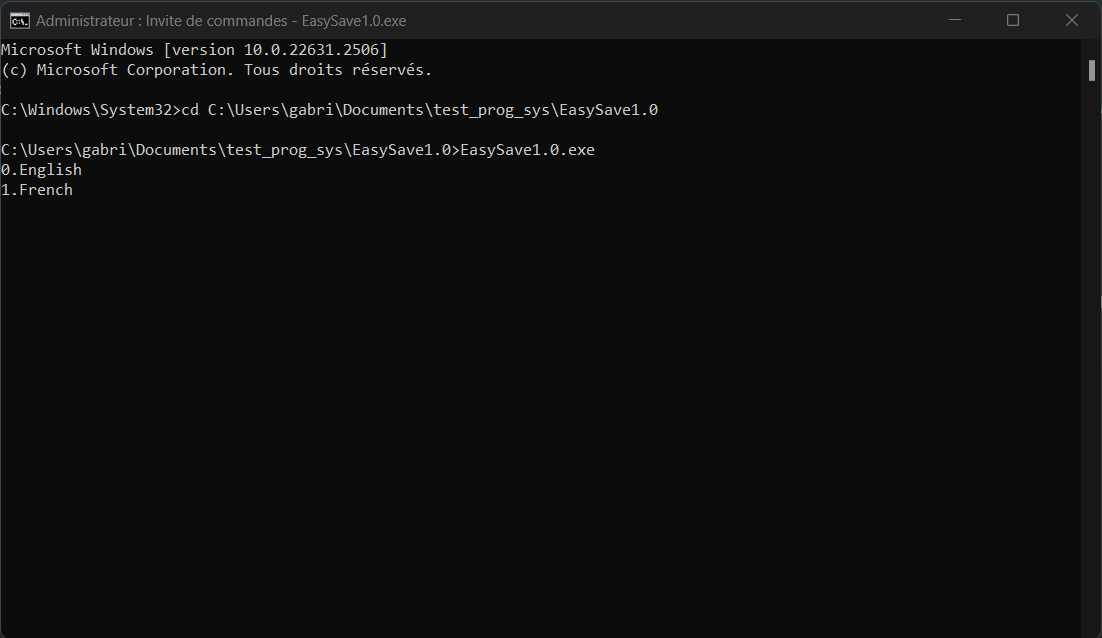 Administrateur : Invite de commandes - EasySave1.0.exe
Microsoft Windows [version 10.0.22631.2506]
(c) Microsoft Corporation. Tous droits réservés.
C:\Windows\System32>cd C:\Users\gabri\Documents\test_prog_sys\EasySave1.0
C:\Users\gabri\Documents\test_prog_sys\EasySave1.0>EasySave1.0.exe
0.English
1.French